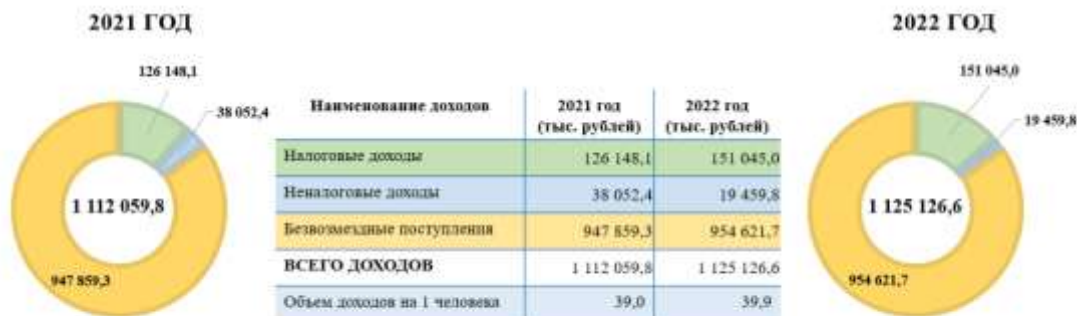 2021 ГОД
126 148,1
38 052,4
1 112 059,8
947 859,3
Наименование доходов 2021 год (тыс. рублей) 2022 год (тыс. рублей)
Налоговые доходы 126 148,1 151 045,0
Неналоговые доходы 38 052,4 19 459,8
Безвозмездные поступления 947 859,3 954 621,7
ВСЕГО ДОХОДОВ 1 112 059,8 1 125 126,6
Объем доходов на 1 человека 39,0 39,9
2022 ГОД
151 045,0
19 459,8
1 125 126,6
954 621,7